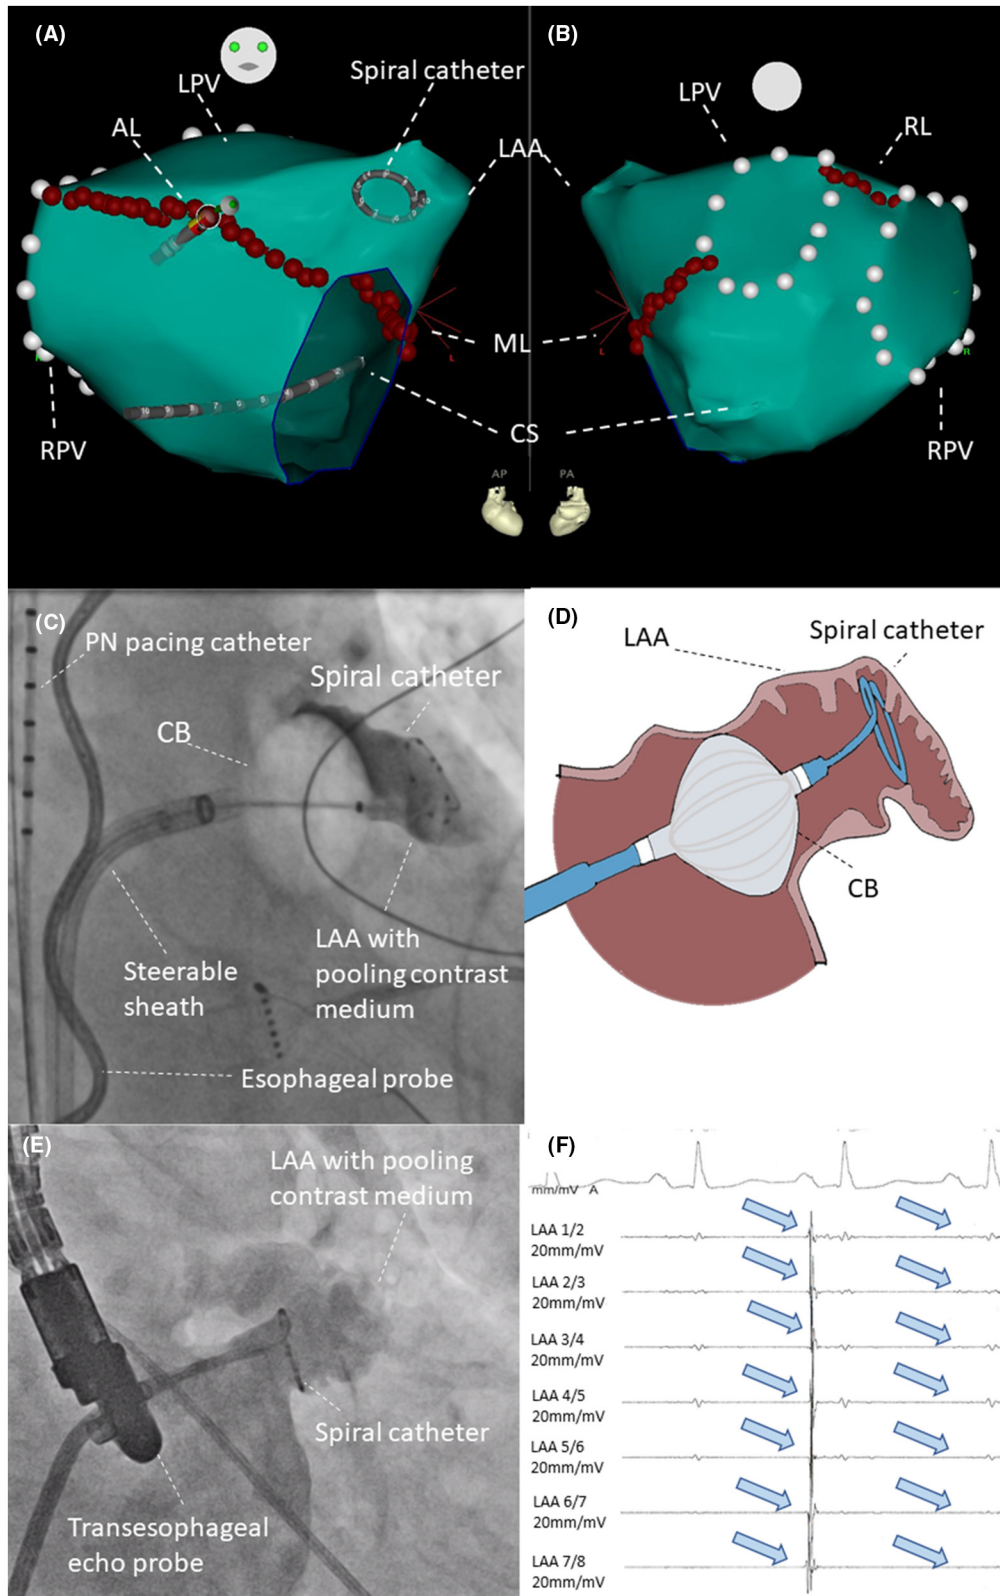 (A)
(B)
Spiral catheter
LPV
LPV
AL
RL
LAA
ML
L
L
R
CS
RPV
RPV
AP
PA
(C)
PN pacing catheter
Spiral catheter
CB
LAA with
pooling contrast
medium
Steerable
sheath
Esophageal probe
(D)
LAA
Spiral catheter
CB
(E)
LAA with pooling
contrast medium
Spiral catheter
Transesophageal
echo probe
(F)
mm/mV A
LAA 1/2
20mm/mV
LAA 2/3
20mm/mV
LAA 3/4
20mm/mV
LAA 4/5
20mm/mV
LAA 5/6
20mm/mV
LAA 6/7
20mm/mV
LAA 7/8
20mm/mV